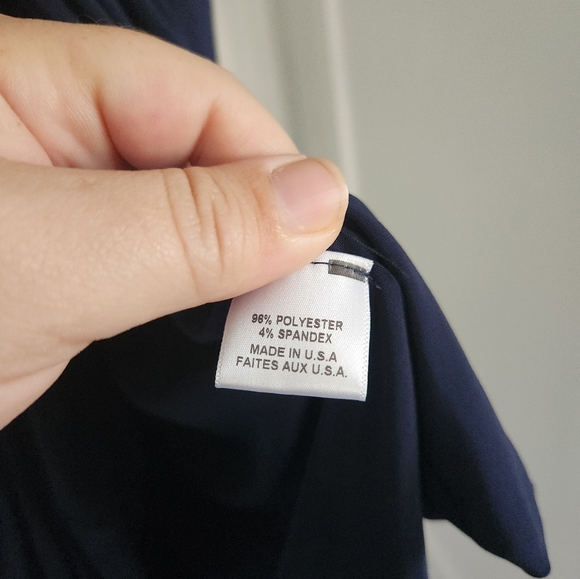 96% POLYESTER
4% SPANDEX
MADE IN U.S.A
FAITES AUX U.S.A.